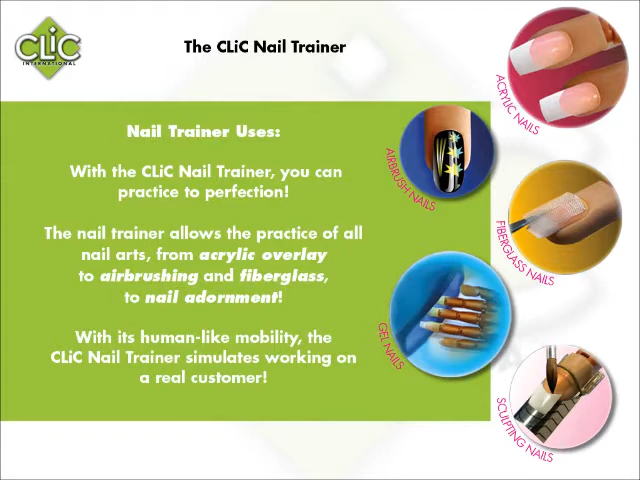 CLiC
INTERNATIONAL
The CLiC Nail Trainer
Nail Trainer Uses:
With the CLiC Nail Trainer, you can
practice to perfection!
The nail trainer allows the practice of all
nail arts, from acrylic overlay
to airbrushing and fiberglass,
to nail adornment!
With its human-like mobility, the
CLiC Nail Trainer simulates working on
a real customer!
ACRYLIC NAILS
AIRBRUSH NAILS
FIBERGLASS NAILS
GEL NAILS
SCULPTING NAILS